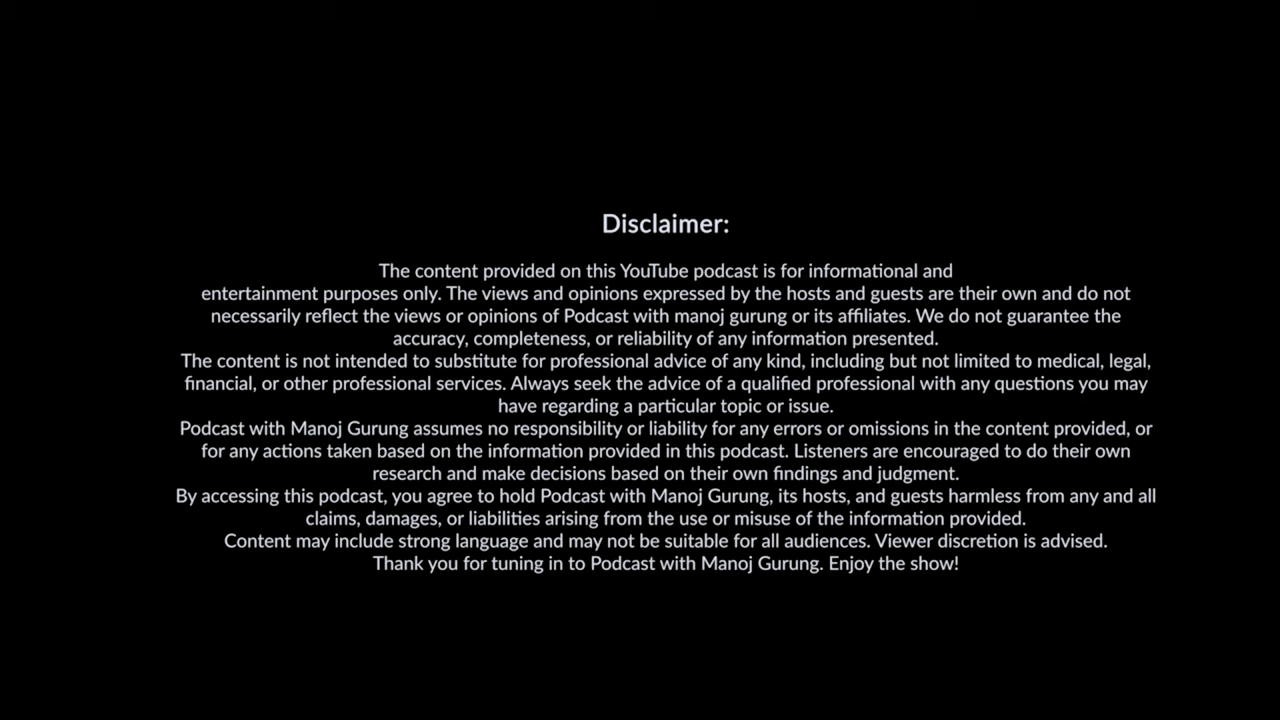 Disclaimer:
The content provided on this YouTube podcast is for informational and
entertainment purposes only. The views and opinions expressed by the hosts and guests are their own and do not
necessarily reflect the views or opinions of Podcast with manoj gurung or its affiliates. We do not guarantee the
accuracy, completeness, or reliability of any information presented.
The content is not intended to substitute for professional advice of any kind, including but not limited to medical, legal,
financial, or other professional services. Always seek the advice of a qualified professional with any questions you may
have regarding a particular topic or issue.
Podcast with Manoj Gurung assumes no responsibility or liability for any errors or omissions in the content provided, or
for any actions taken based on the information provided in this podcast. Listeners are encouraged to do their own
research and make decisions based on their own findings and judgment.
By accessing this podcast, you agree to hold Podcast with Manoj Gurung, its hosts, and guests harmless from any and all
claims, damages, or liabilities arising from the use or misuse of the information provided.
Content may include strong language and may not be suitable for all audiences. Viewer discretion is advised.
Thank you for tuning in to Podcast with Manoj Gurung. Enjoy the show!